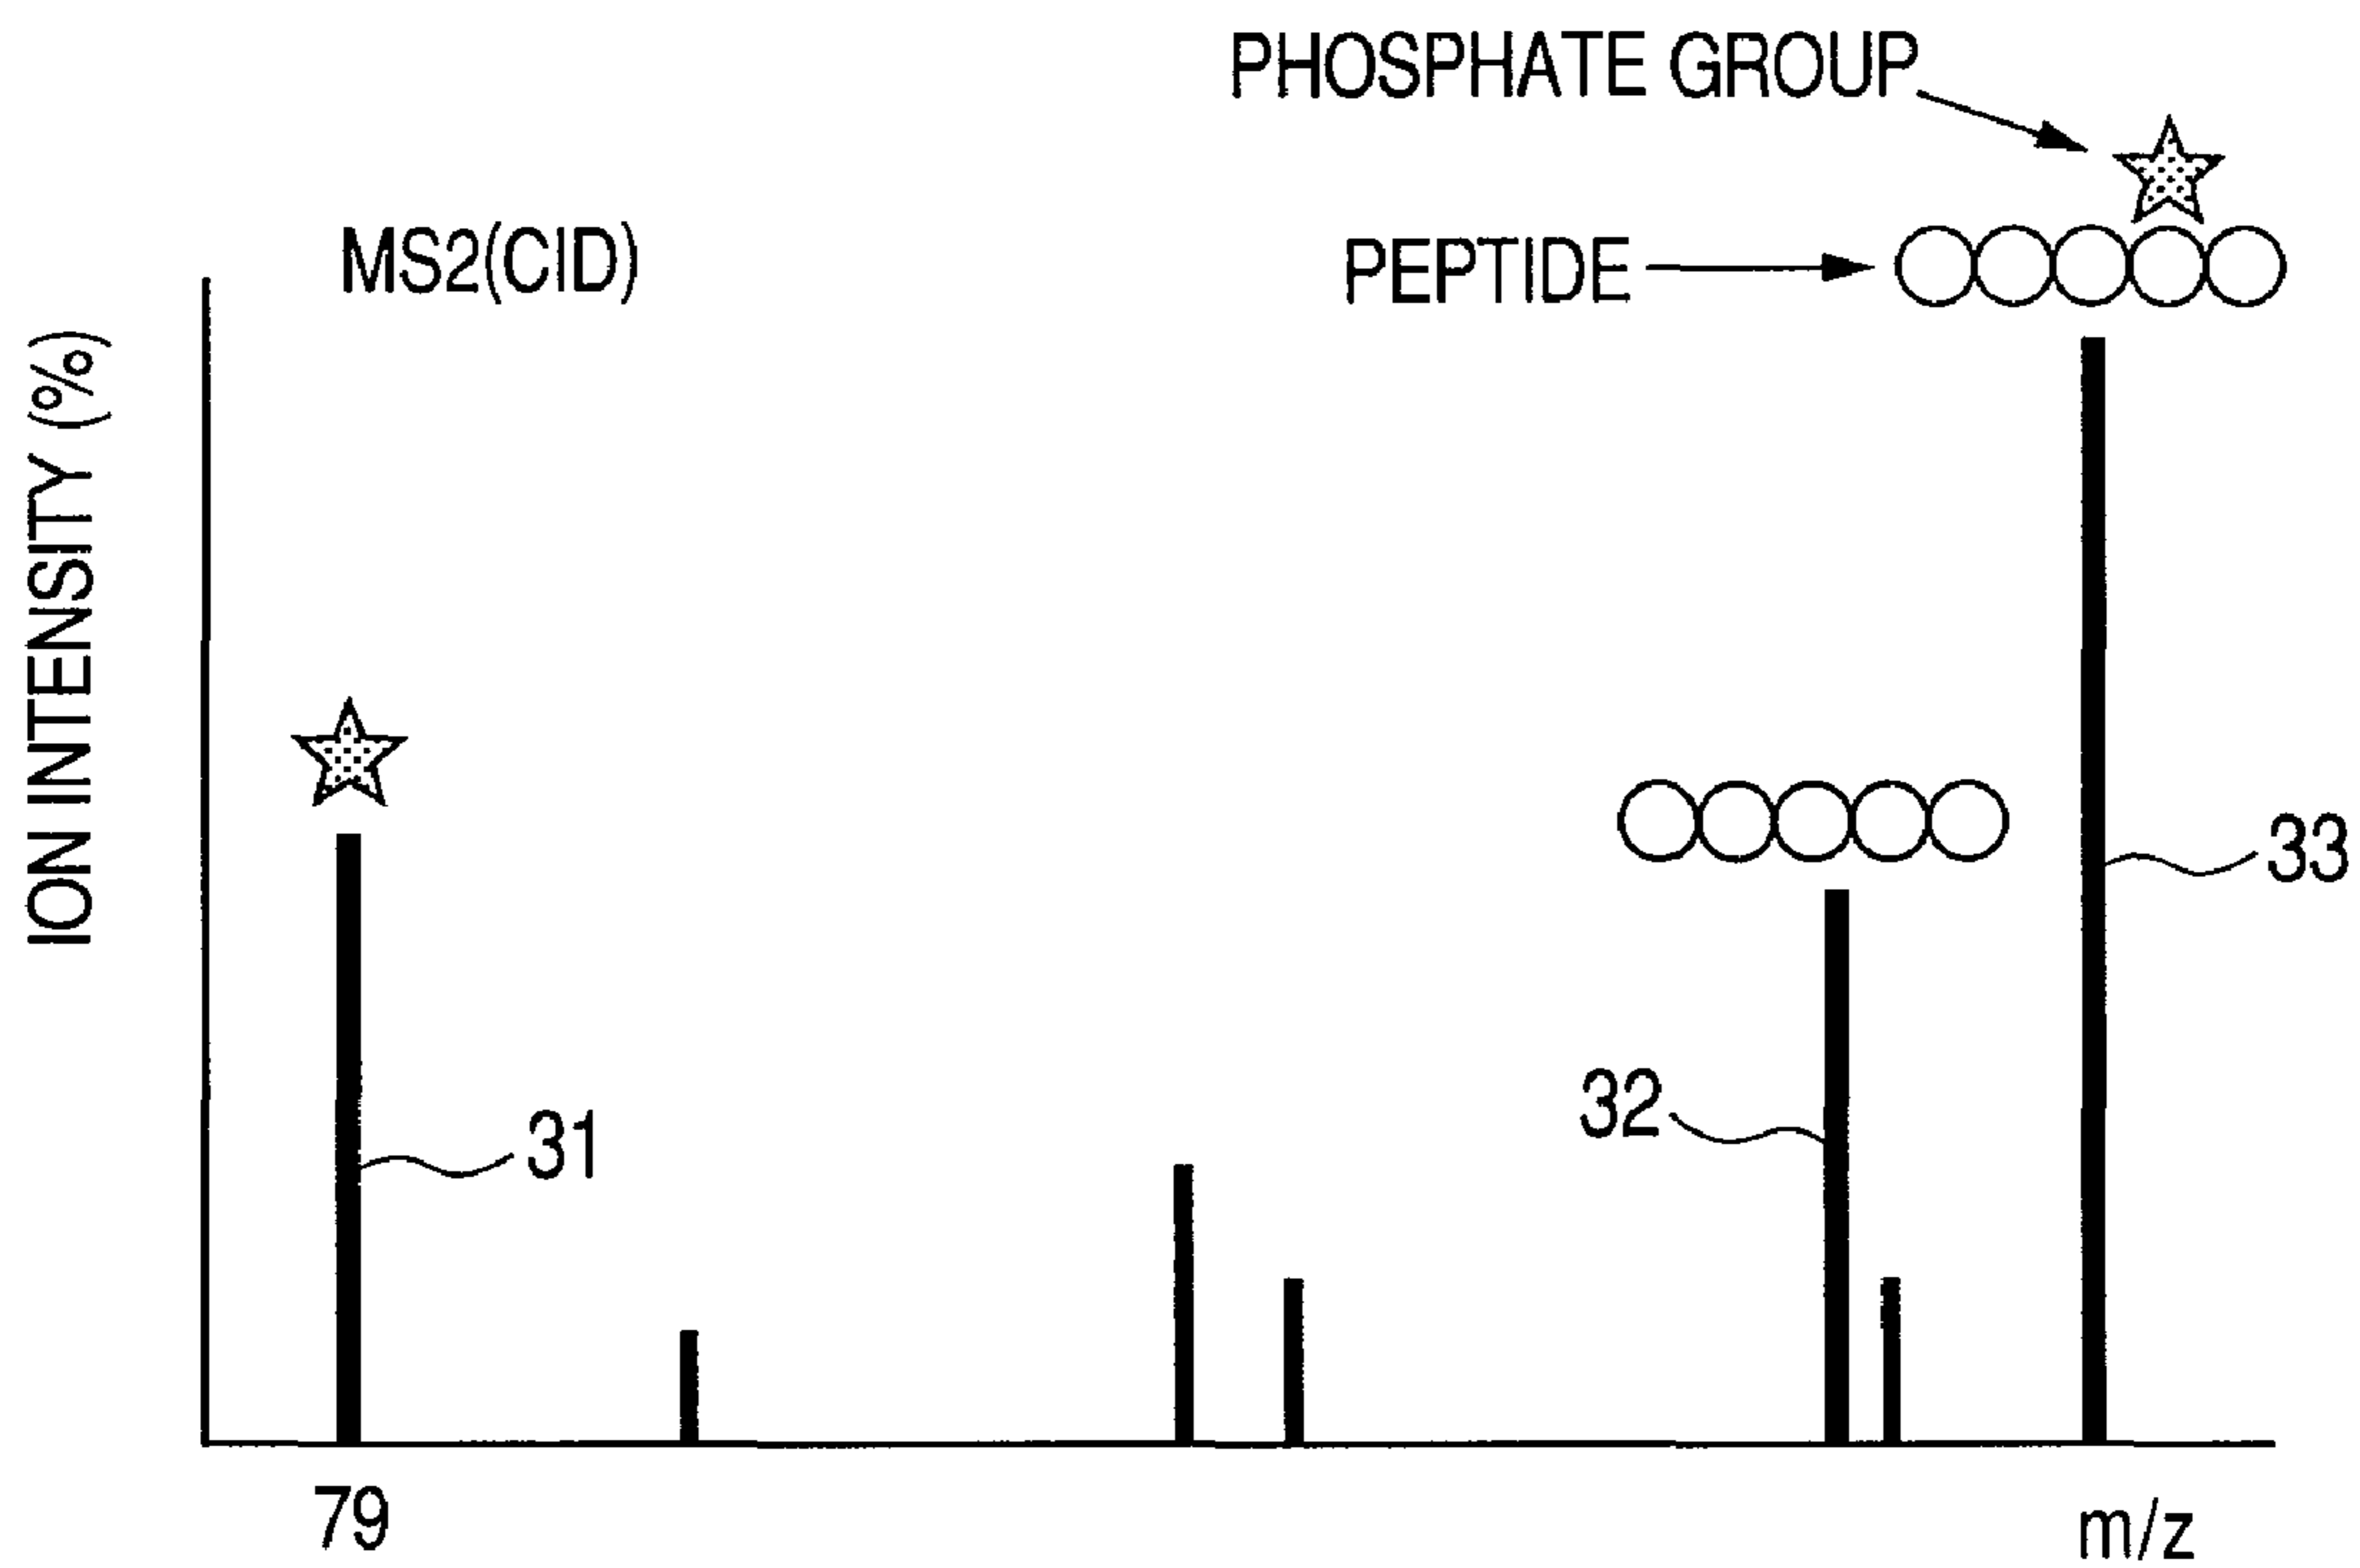 PHOSPHATE GROUP
MS2(CID)
PEPTIDE
ION INTENSITY (%)
33
32
31
79
m/z